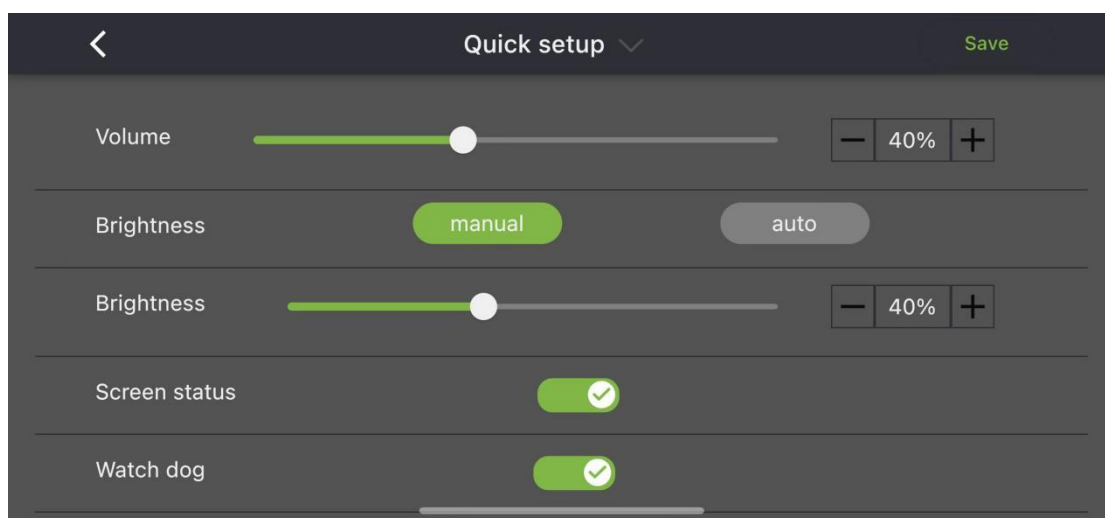 Quick setup
Save
Volume
40%
Brightness
manual
auto
Brightness
40%
Screen status
Watch dog